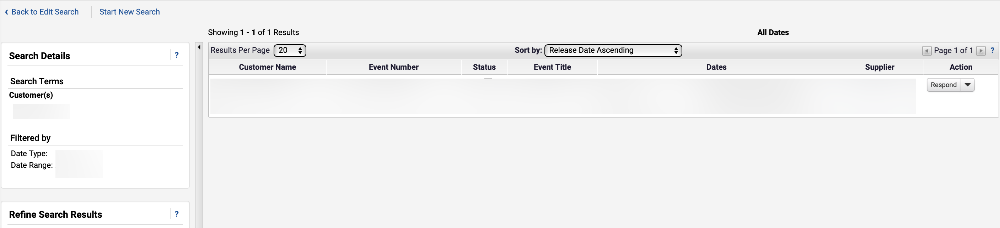 ‹ Back to Edit Search
Start New Search
Showing 1 - 1 of 1 Results
All Dates
Search Details ?
Search Terms
Customer(s)
Filtered by
Date Type:
Date Range:
Refine Search Results ?
Results Per Page 20
Sort by: Release Date Ascending
Page 1 of 1 ?
Customer Name Event Number Status Event Title Dates Supplier Action
Respond